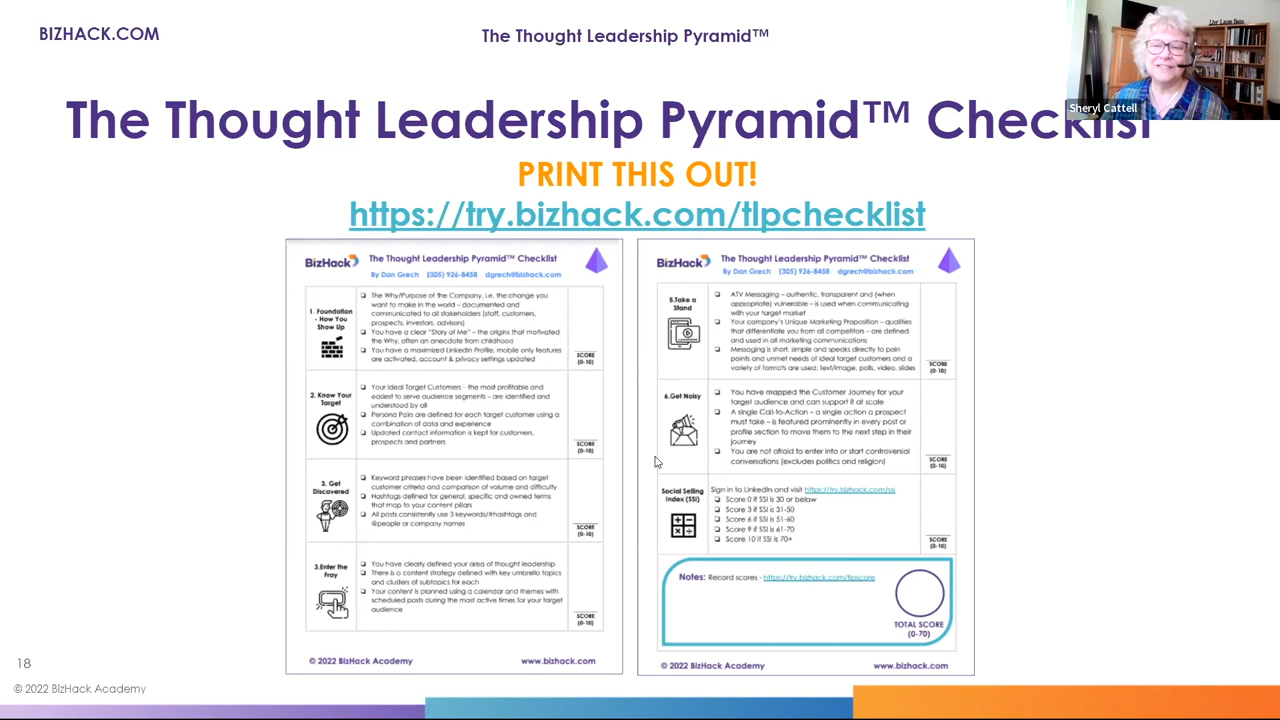 BIZHACK.COM
The Thought Leadership Pyramid™
Sheryl Cattell
The Thought Leadership Pyramid™ Checklist
PRINT THIS OUT!
https://try.bizhack.com/tlpchecklist
BizHack
The Thought Leadership Pyramid™ Checklist
By Dan Grech (305) 926-8458 dgrech@bizhack.com
1. Foundation
- How You
Show Up
❑ The Why/Purpose of the Company, i.e. the change you
want to make in the world – documented and
communicated to all stakeholders (staff, customers,
prospects, investors, advisors)
❑ You have a clear "Story of Me" – the origins that motivated
the Why, often an anecdote from childhood
❑ You have a maximized LinkedIn Profile, mobile only features
are activated, account & privacy settings updated
SCORE
(0-10)
2. Know Your
Target
❑ Your Ideal Target Customers - the most profitable and
easiest to serve audience segments – are identified and
understood by all
❑ Persona Pairs are defined for each target customer using a
combination of data and experience
❑ Updated contact information is kept for customers,
prospects and partners
SCORE
(0-10)
3. Get
Discovered
❑ Keyword phrases have been identified based on target
customer criteria and comparison of volume and difficulty
❑ Hashtags defined for general, specific and owned terms
that map to your content pillars
❑ All posts consistently use 3 keywords/#hashtags and
@people or company names
SCORE
(0-10)
3.Enter the
Fray
❑ You have clearly defined your area of thought leadership
❑ There is a content strategy defined with key umbrella topics
and clusters of subtopics for each
❑ Your content is planned using a calendar and themes with
scheduled posts during the most active times for your target
audience
SCORE
(0-10)
© 2022 BizHack Academy www.bizhack.com
BizHack
The Thought Leadership Pyramid™ Checklist
By Dan Grech (305) 926-8458 dgrech@bizhack.com
5.Take a
Stand
❑ ATV Messaging – authentic, transparent and (when
appropriate) vulnerable – is used when communicating
with your target market
❑ Your company's Unique Marketing Proposition – qualities
that differentiate you from all competitors – are defined
and used in all marketing communications
❑ Messaging is short, simple and speaks directly to pain
points and unmet needs of ideal target customers and a
variety of formats are used: text/image, polls, video, slides
SCORE
(0-10)
6.Get Noisy
❑ You have mapped the Customer Journey for your
target audience and can support it at scale
❑ A single Call-to-Action – a single action a prospect
must take – is featured prominently in every post or
profile section to move them to the next step in their
journey
❑ You are not afraid to enter into or start controversial
conversations (excludes politics and religion)
SCORE
(0-10)
Social Selling
Index (SSI)
Sign in to LinkedIn and visit https://try.bizhack.com/ssi
❑ Score 0 if SSI is 30 or below
❑ Score 3 if SSI is 31-50
❑ Score 6 if SSI is 51-60
❑ Score 9 if SSI is 61-70
❑ Score 10 if SSI is 70+
SCORE
(0-10)
Notes: Record scores - https://try.bizhack.com/tlpscore
TOTAL SCORE
(0-70)
© 2022 BizHack Academy www.bizhack.com
18
© 2022 BizHack Academy